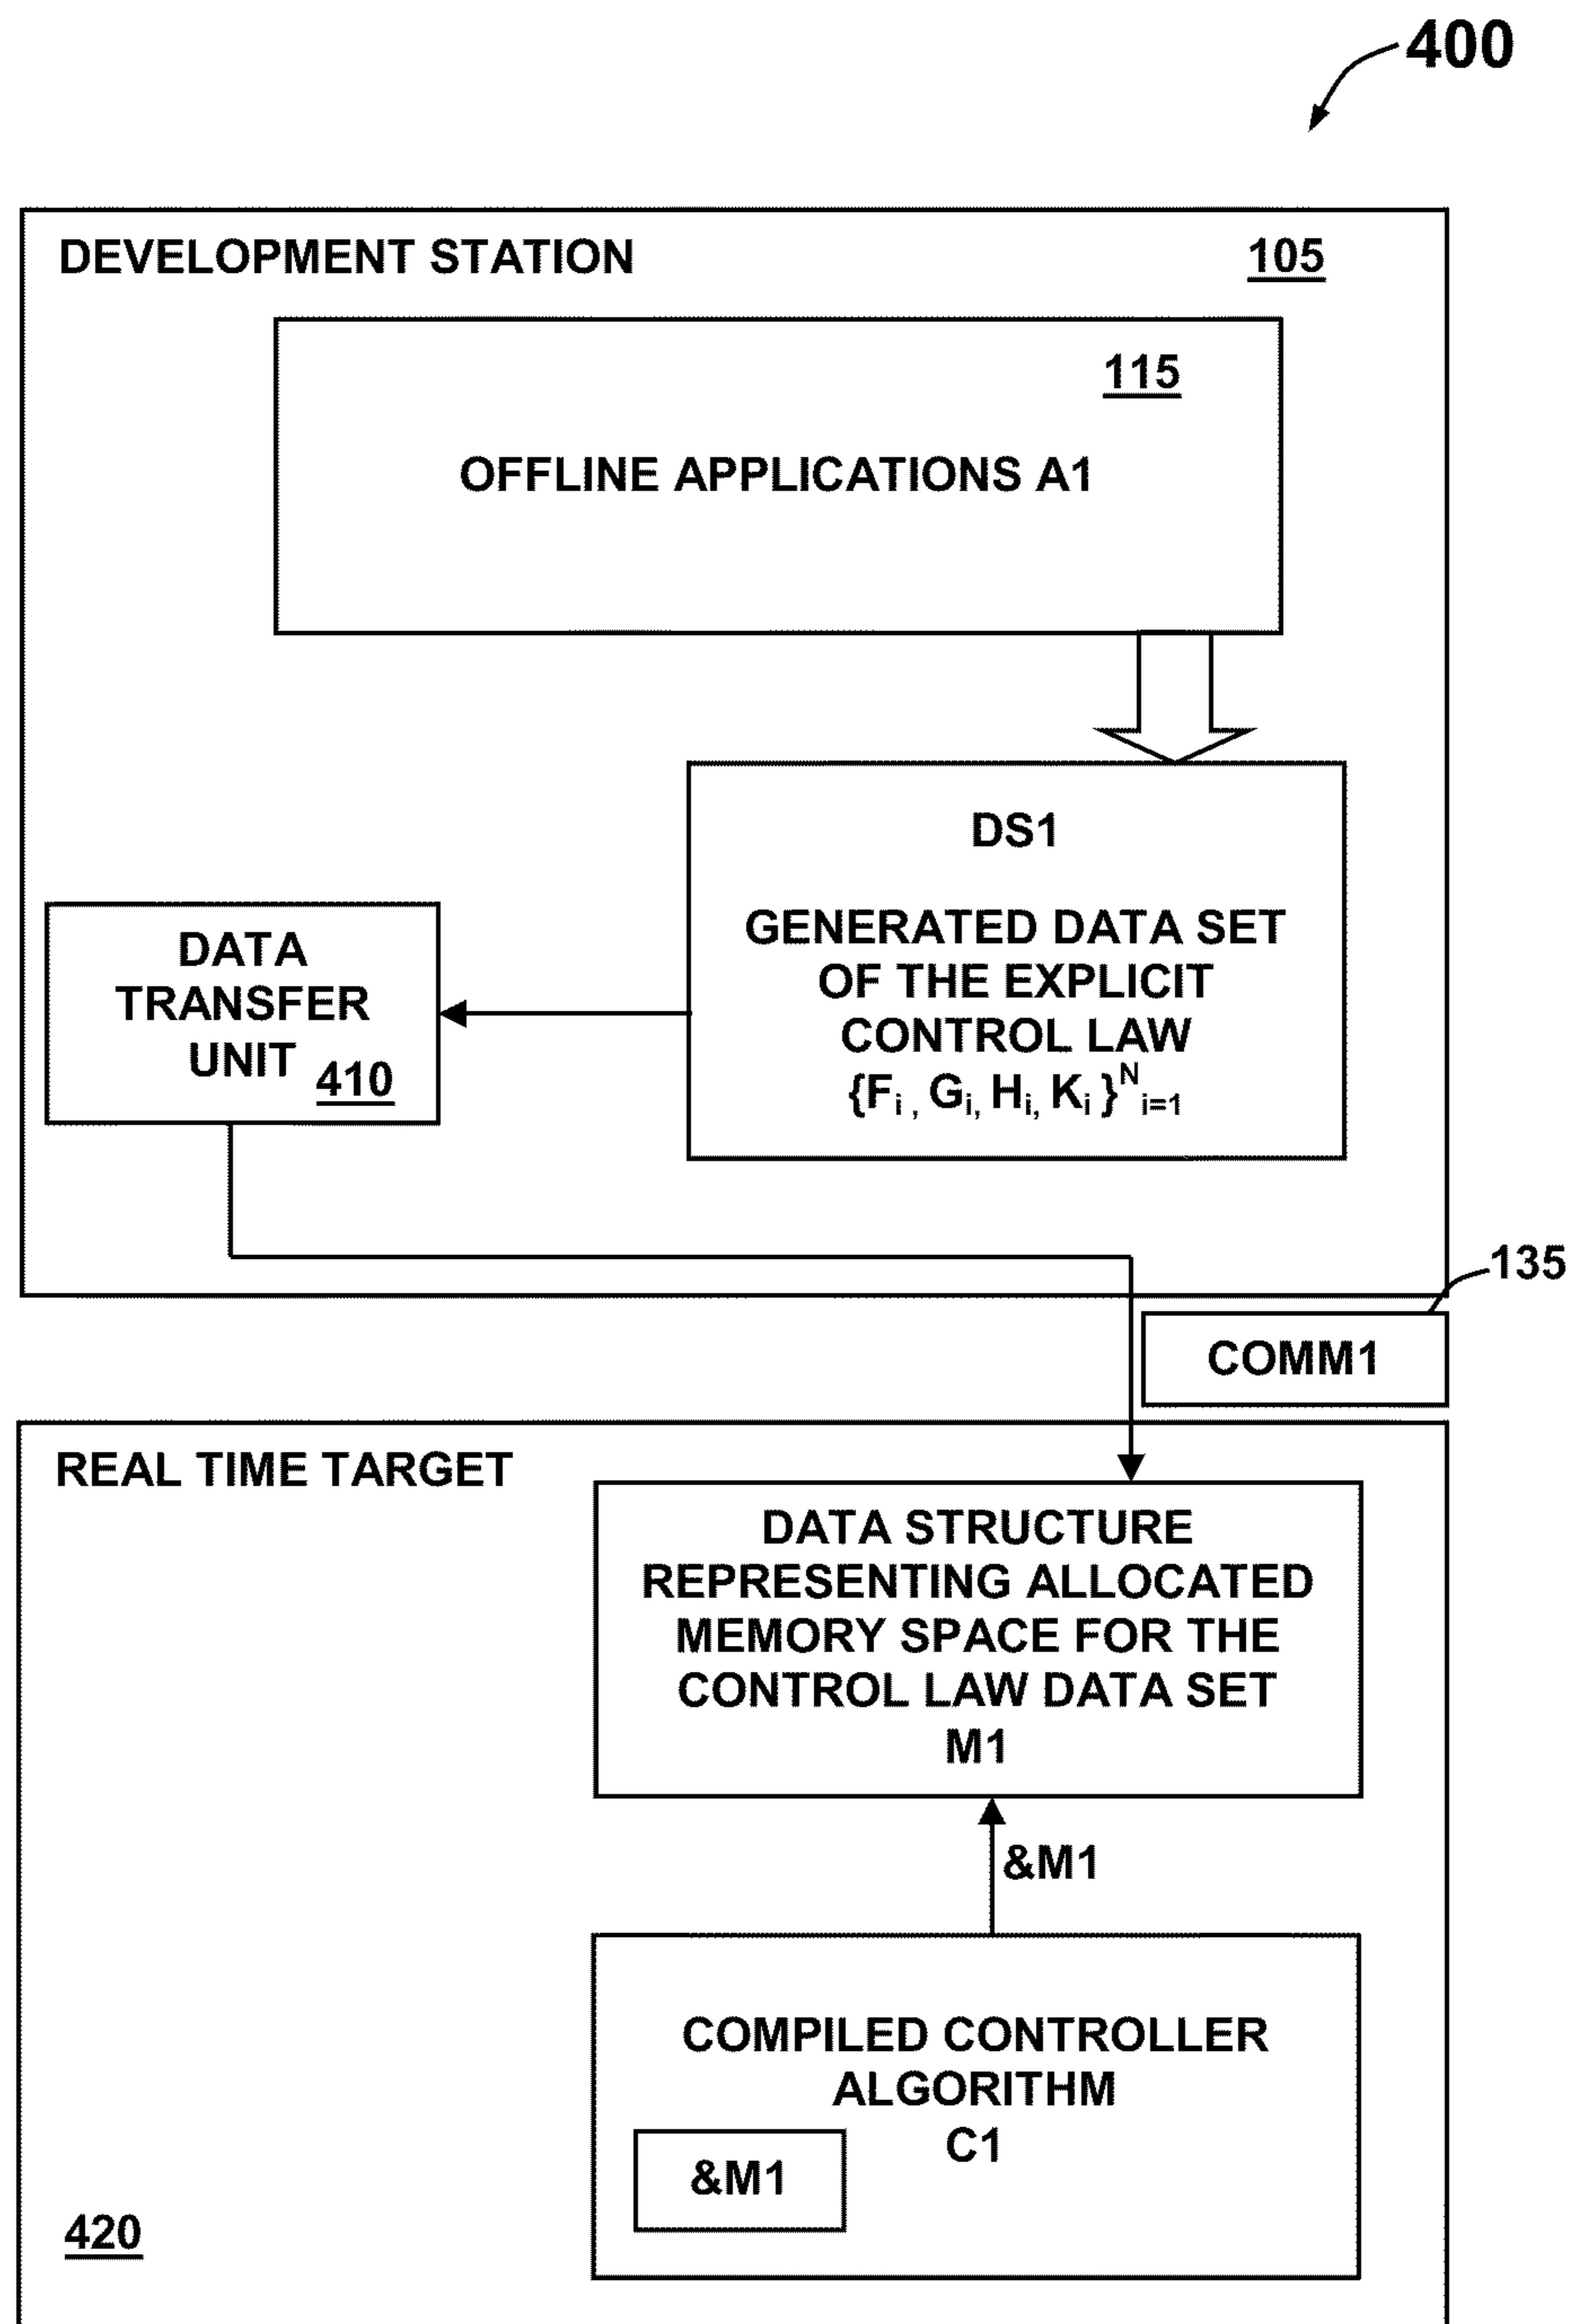 400
DEVELOPMENT STATION 105
115
OFFLINE APPLICATIONS A1
DS1
GENERATED DATA SET
OF THE EXPLICIT
CONTROL LAW
{Fi , Gi, Hi, Ki }N i=1
DATA
TRANSFER
UNIT 410
135
COMM1
REAL TIME TARGET
DATA STRUCTURE
REPRESENTING ALLOCATED
MEMORY SPACE FOR THE
CONTROL LAW DATA SET
M1
&M1
COMPILED CONTROLLER
ALGORITHM
C1
&M1
420